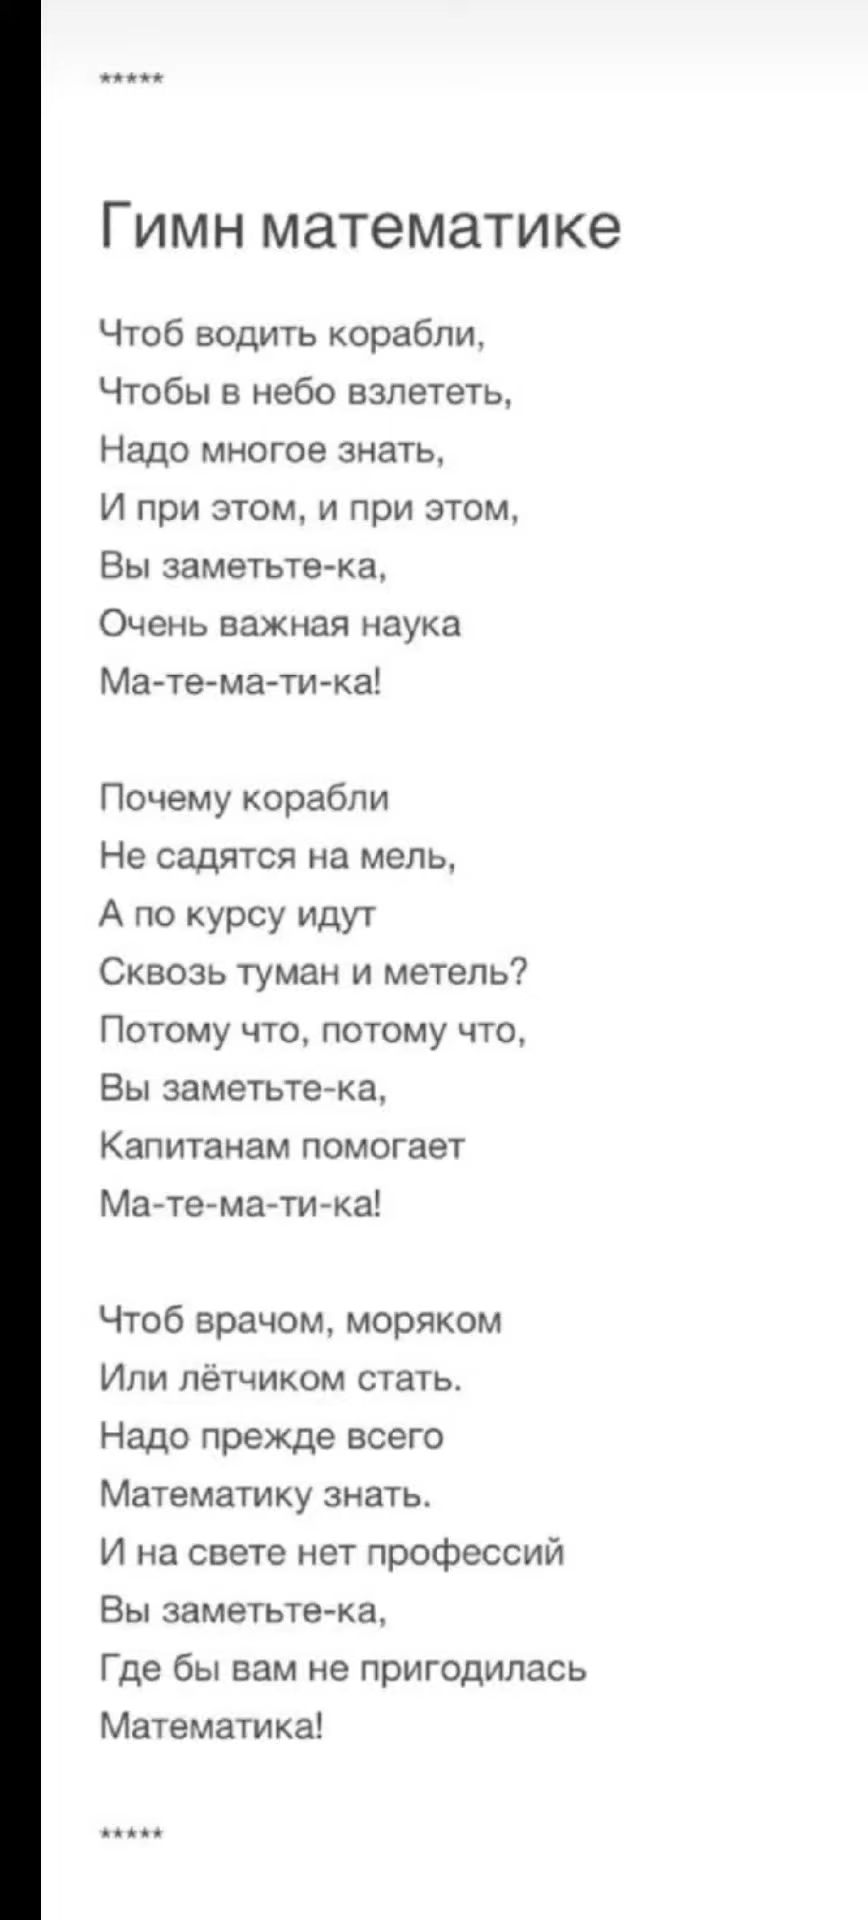 *****
Гимн математике
Чтоб водить корабли,
Чтобы в небо взлететь,
Надо многое знать,
И при этом, и при этом,
Вы заметьте-ка,
Очень важная наука
Ма-те-ма-ти-ка!
Почему корабли
Не садятся на мель,
А по курсу идут
Сквозь туман и метель?
Потому что, потому что,
Вы заметьте-ка,
Капитанам помогает
Ма-те-ма-ти-ка!
Чтоб врачом, моряком
Или лётчиком стать.
Надо прежде всего
Математику знать.
И на свете нет профессий
Вы заметьте-ка,
Где бы вам не пригодилась
Математика!
*****